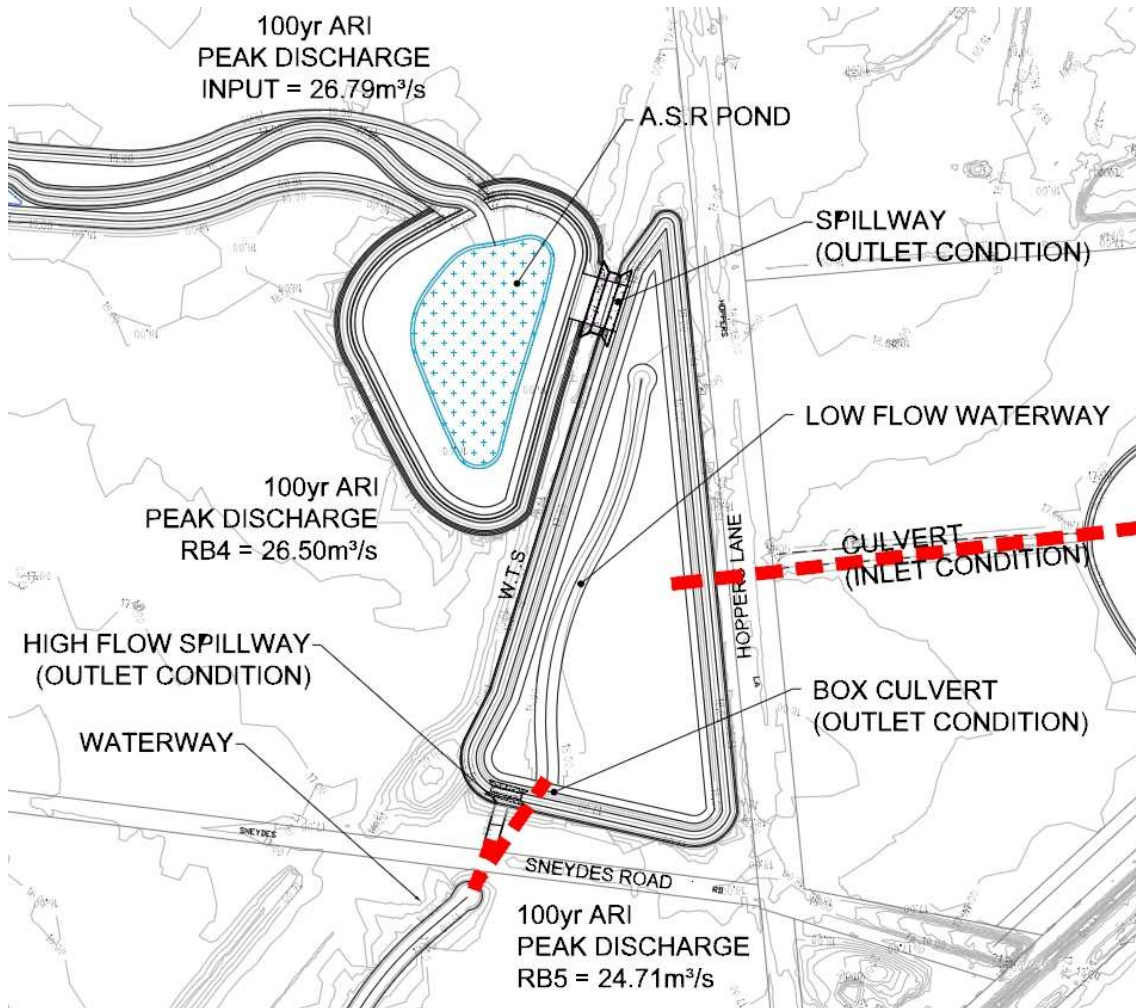 100yr ARI
PEAK DISCHARGE
INPUT = 26.79m³/s
A.S.R POND
SPILLWAY
(OUTLET CONDITION)
HOPPERS
LOW FLOW WATERWAY
100yr ARI
PEAK DISCHARGE
RB4 = 26.50m³/s
W.T.S
HOPPERS LANE
CULVERT
(INLET CONDITION)
HIGH FLOW SPILLWAY
(OUTLET CONDITION)
BOX CULVERT
(OUTLET CONDITION)
WATERWAY
SNEYDES
SNEYDES ROAD
100yr ARI
PEAK DISCHARGE
RB5 = 24.71m³/s